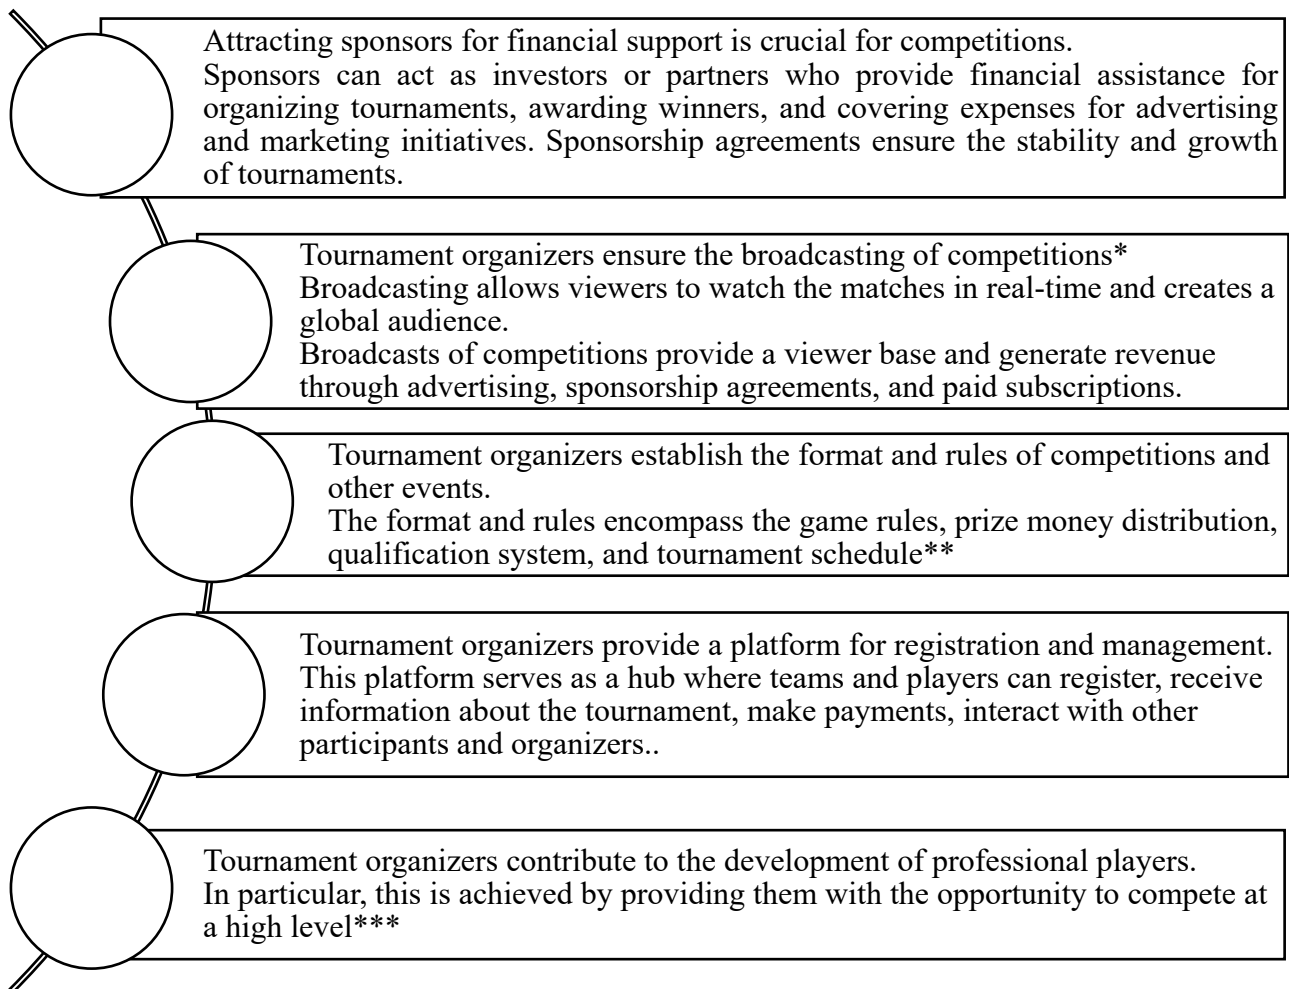 Attracting sponsors for financial support is crucial for competitions.
Sponsors can act as investors or partners who provide financial assistance for
organizing tournaments, awarding winners, and covering expenses for advertising
and marketing initiatives. Sponsorship agreements ensure the stability and growth
of tournaments.
Tournament organizers ensure the broadcasting of competitions*
Broadcasting allows viewers to watch the matches in real-time and creates a
global audience.
Broadcasts of competitions provide a viewer base and generate revenue
through advertising, sponsorship agreements, and paid subscriptions.
Tournament organizers establish the format and rules of competitions and
other events.
The format and rules encompass the game rules, prize money distribution,
qualification system, and tournament schedule**
Tournament organizers provide a platform for registration and management.
This platform serves as a hub where teams and players can register, receive
information about the tournament, make payments, interact with other
participants and organizers..
Tournament organizers contribute to the development of professional players.
In particular, this is achieved by providing them with the opportunity to compete at
a high level***